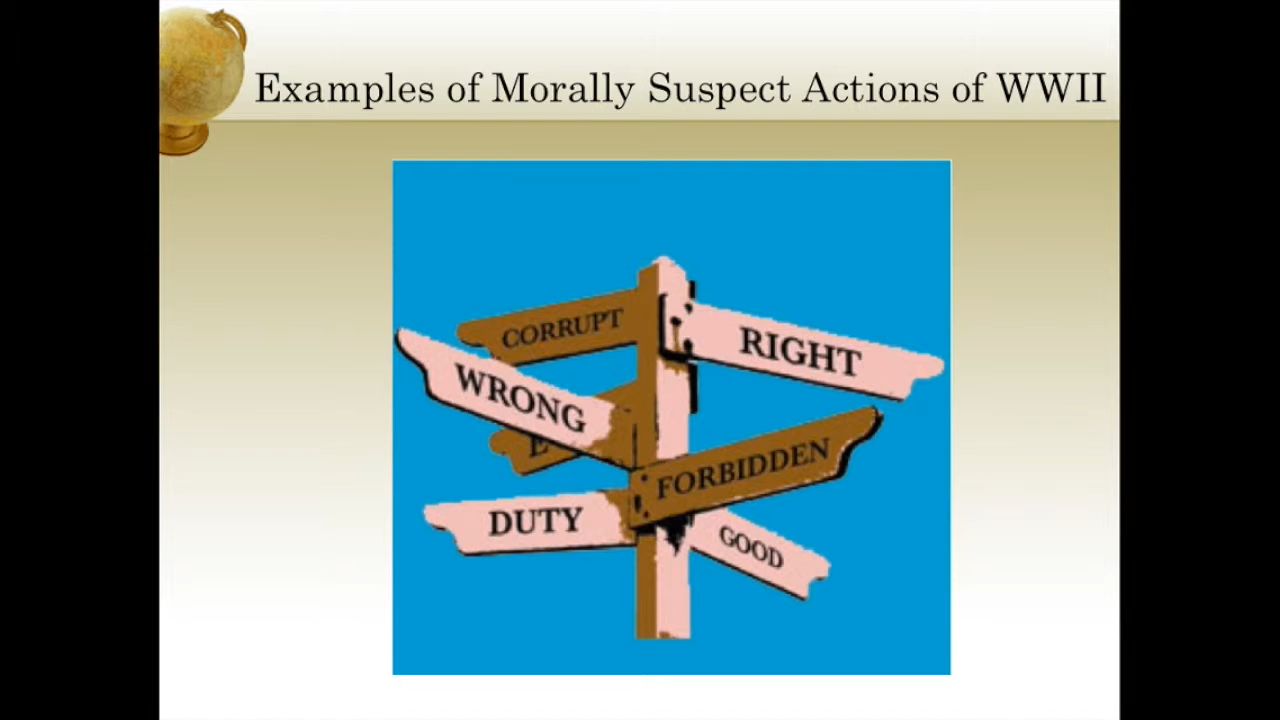 Examples of Morally Suspect Actions of WWII
CORRUPT
RIGHT
WRONG
FORBIDDEN
DUTY
GOOD